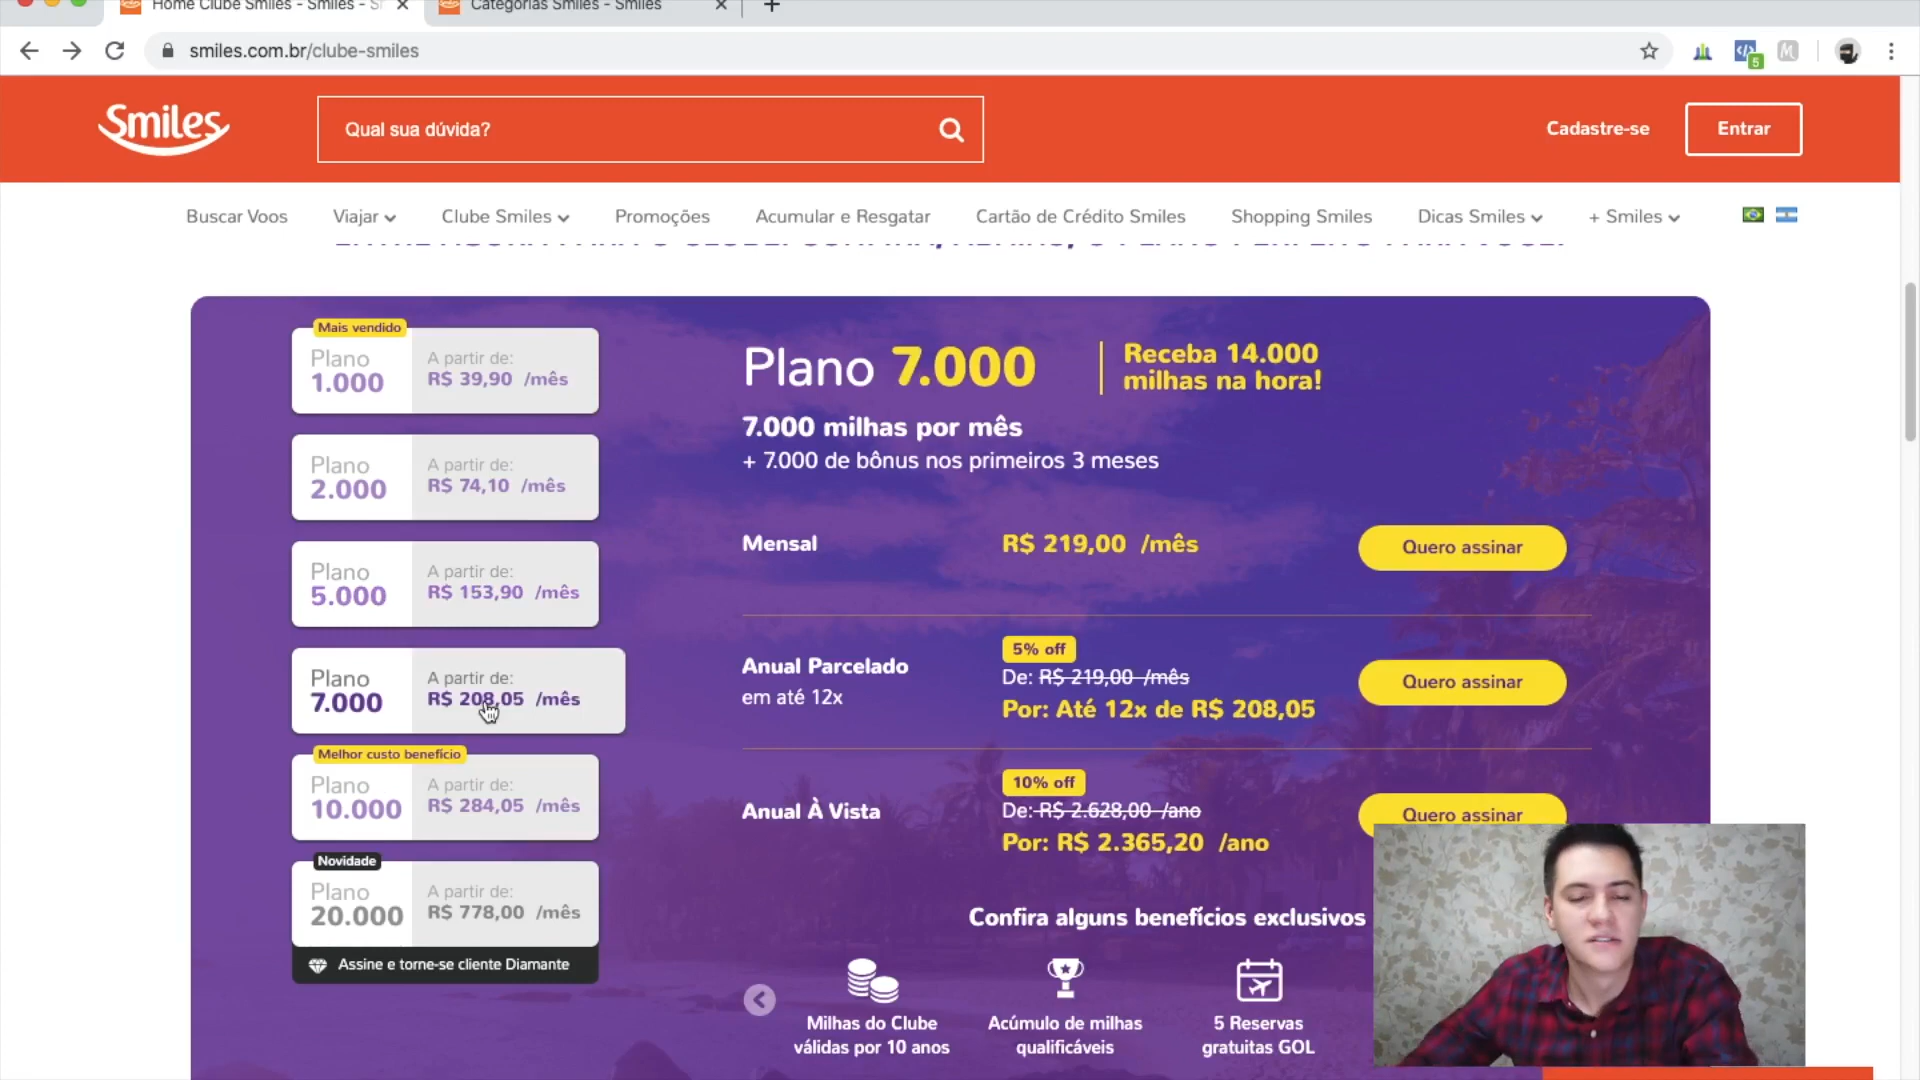 Home Clube Smiles - Smiles - S
Categorias Smiles - Smiles
smiles.com.br/clube-smiles
5
Smiles
Qual sua dúvida?
Cadastre-se
Entrar
Buscar Voos
Viajar
Clube Smiles
Promoções
Acumular e Resgatar
Cartão de Crédito Smiles
Shopping Smiles
Dicas Smiles
+ Smiles
Mais vendido
Plano
1.000
A partir de:
R$ 39,90 /mês
Plano
2.000
A partir de:
R$ 74,10 /mês
Plano
5.000
A partir de:
R$ 153,90 /mês
Plano
7.000
A partir de:
R$ 208,05 /mês
Melhor custo benefício
Plano
10.000
A partir de:
R$ 284,05 /mês
Novidade
Plano
20.000
A partir de:
R$ 778,00 /mês
Assine e torne-se cliente Diamante
Plano 7.000
Receba 14.000
milhas na hora!
7.000 milhas por mês
+ 7.000 de bônus nos primeiros 3 meses
Mensal
R$ 219,00 /mês
Quero assinar
Anual Parcelado
em até 12x
5% off
De: R$ 219,00 /mês
Por: Até 12x de R$ 208,05
Quero assinar
Anual À Vista
10% off
De: R$ 2.628,00 /ano
Por: R$ 2.365,20 /ano
Quero assinar
Confira alguns benefícios exclusivos
Milhas do Clube
válidas por 10 anos
Acúmulo de milhas
qualificáveis
5 Reservas
gratuitas GOL